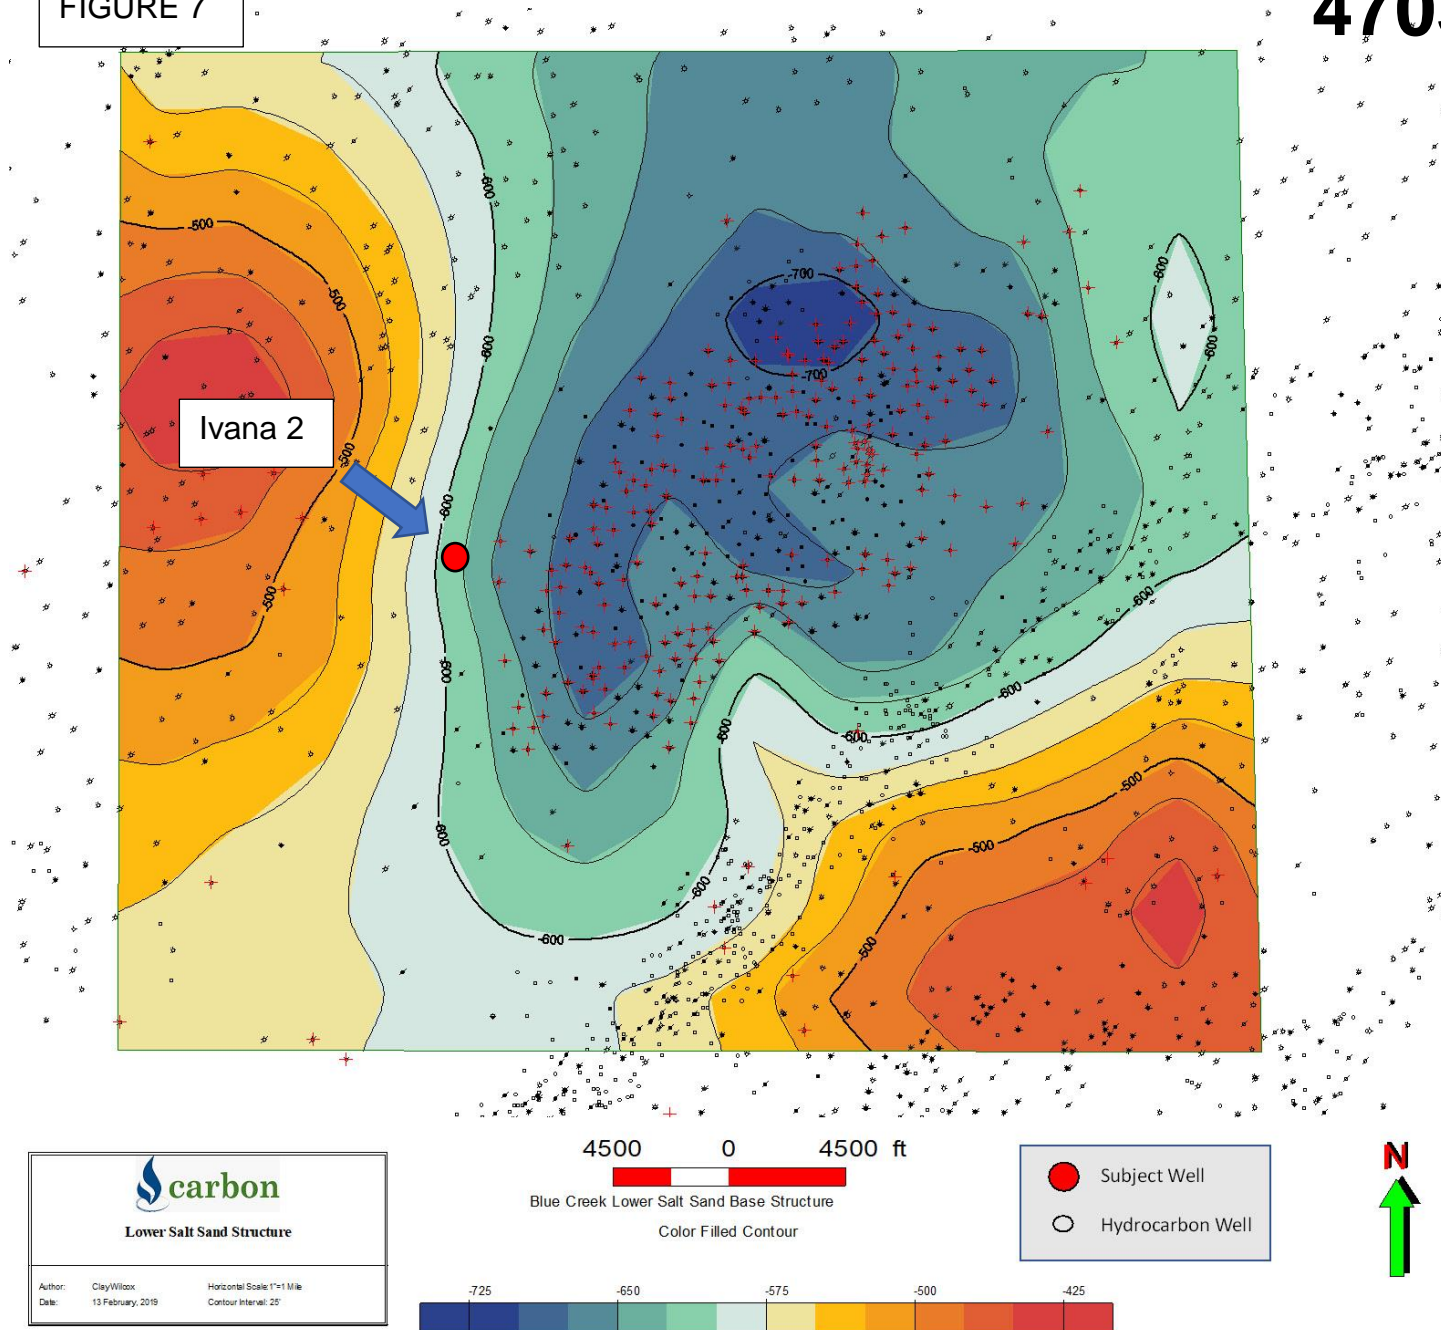 FIGURE 7
-600
-500
-500
-600
-700
-600
-600
-700
Ivana 2
-500
-600
-500
-600
-600
-600
-600
-600
-500
-600
-500
-600
-500
-600
4500 0 4500 ft
Blue Creek Lower Salt Sand Base Structure
Color Filled Contour
carbon
Lower Salt Sand Structure
Author: ClayWilcox Horizontal Scale:1"=1 Mile
Date: 13 February, 2019 Contour Interval: 25'
Subject Well
Hydrocarbon Well
N
-725 -650 -575 -500 -425